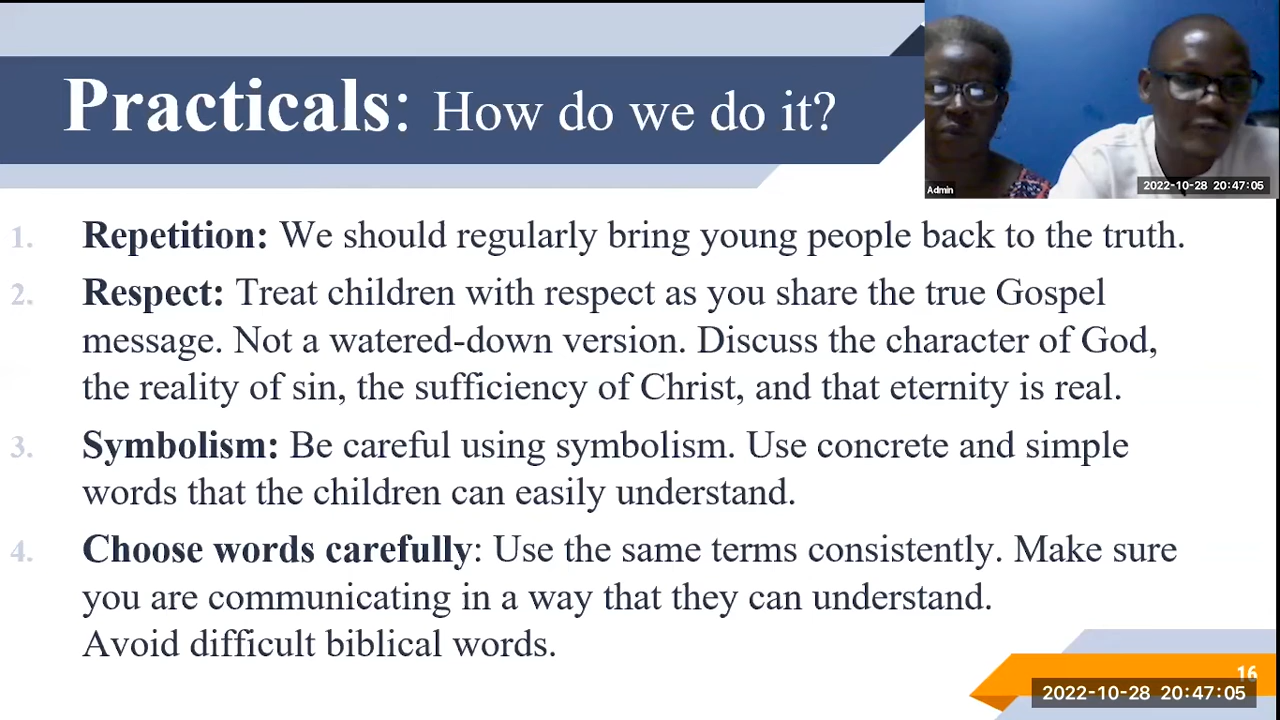 Practicals: How do we do it?
Admin
2022-10-28 20:47:05
1. Repetition: We should regularly bring young people back to the truth.
2. Respect: Treat children with respect as you share the true Gospel
message. Not a watered-down version. Discuss the character of God,
the reality of sin, the sufficiency of Christ, and that eternity is real.
3. Symbolism: Be careful using symbolism. Use concrete and simple
words that the children can easily understand.
4. Choose words carefully: Use the same terms consistently. Make sure
you are communicating in a way that they can understand.
Avoid difficult biblical words.
16
2022-10-28 20:47:05